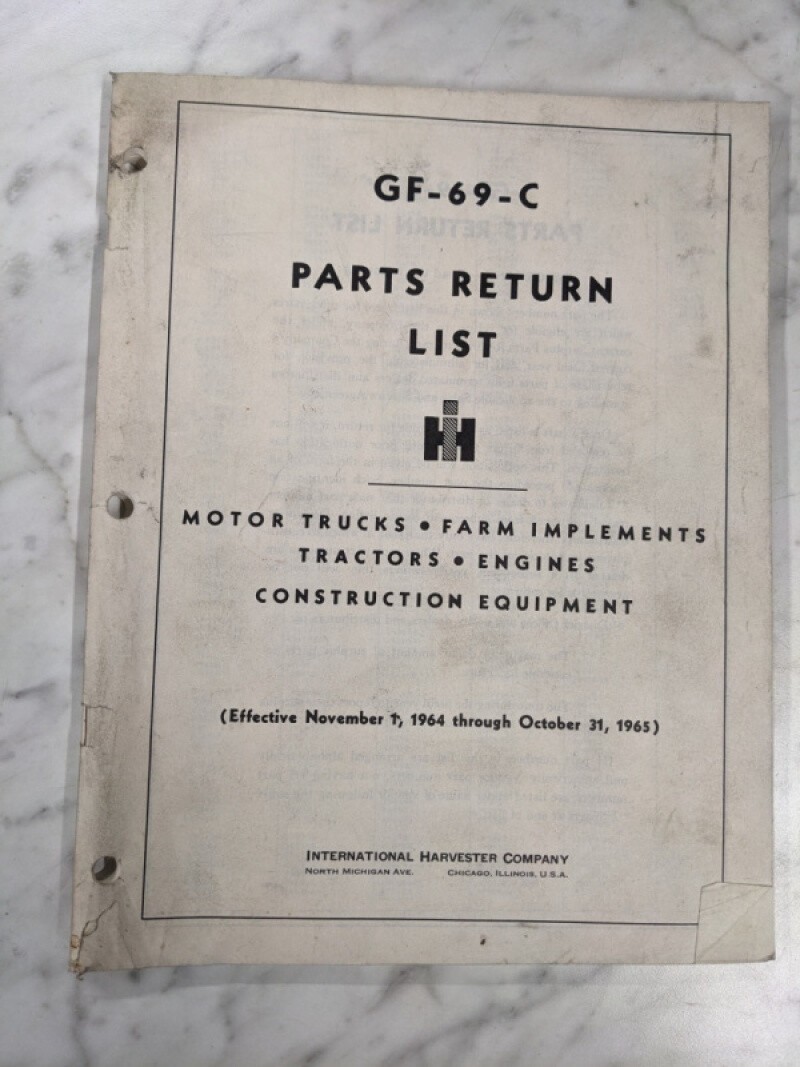 GF-69-C
PARTS RETURN
LIST
IH
MOTOR TRUCKS • FARM IMPLEMENTS
TRACTORS • ENGINES
CONSTRUCTION EQUIPMENT
(Effective November 1, 1964 through October 31, 1965)
INTERNATIONAL HARVESTER COMPANY
NORTH MICHIGAN AVE. CHICAGO, ILLINOIS, U.S.A.